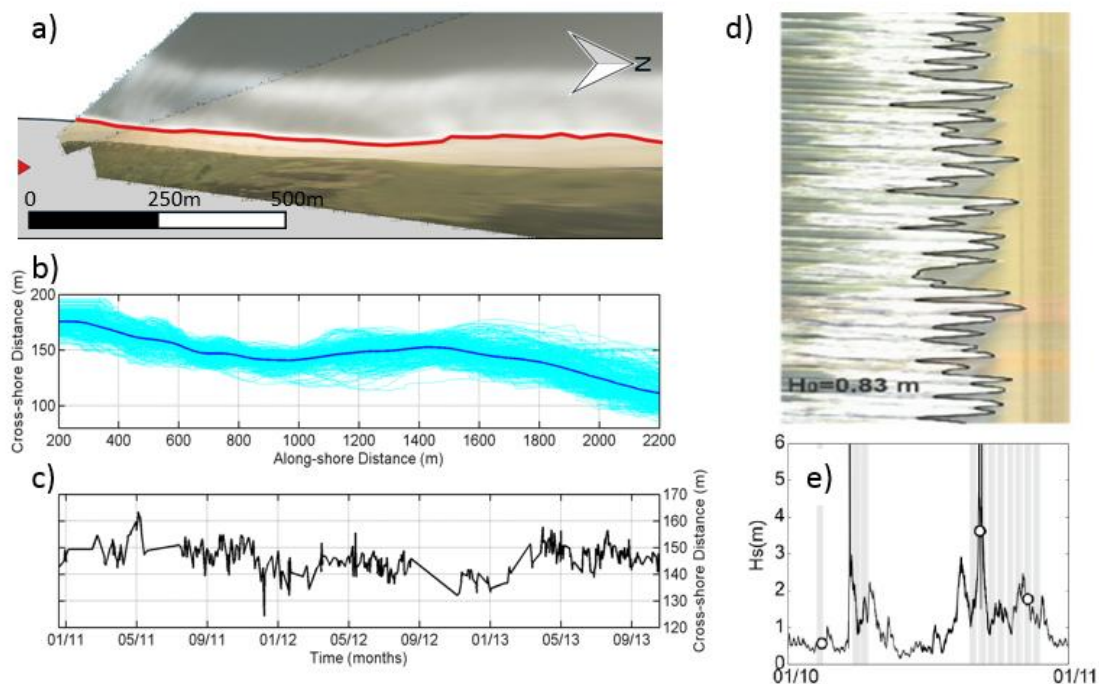 a)
N
0 250m 500m
b)
Cross-shore Distance (m)
200
150
100
200 400 600 800 1000 1200 1400 1600 1800 2000 2200
Along-shore Distance (m)
c)
170
160
150
140
130
120
Cross-shore Distance (m)
01/11 05/11 09/11 01/12 05/12 09/12 01/13 05/13 09/13
Time (months)
d)
H0=0.83 m
e)
Hs(m)
6
5
4
3
2
1
0
01/10 01/11